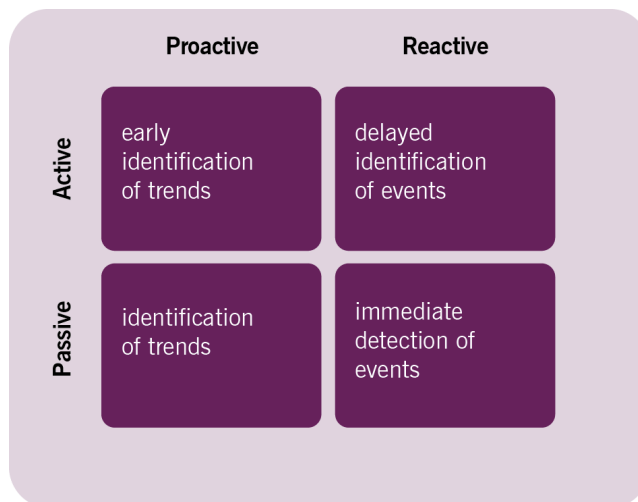 Proactive
Reactive
Active
early
identification
of trends
delayed
identification
of events
Passive
identification
of trends
immediate
detection of
events